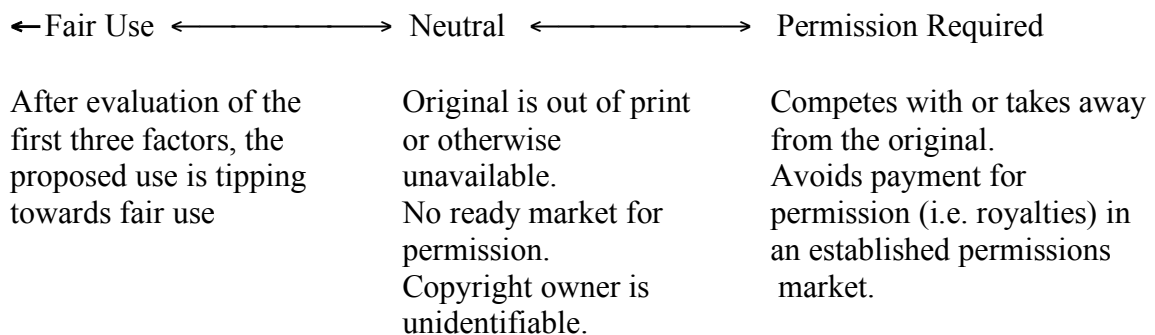 ←Fair Use ←→ Neutral ←→ Permission Required
After evaluation of the
first three factors, the
proposed use is tipping
towards fair use
Original is out of print
or otherwise
unavailable.
No ready market for
permission.
Copyright owner is
unidentifiable.
Competes with or takes away
from the original.
Avoids payment for
permission (i.e. royalties) in
an established permissions
market.